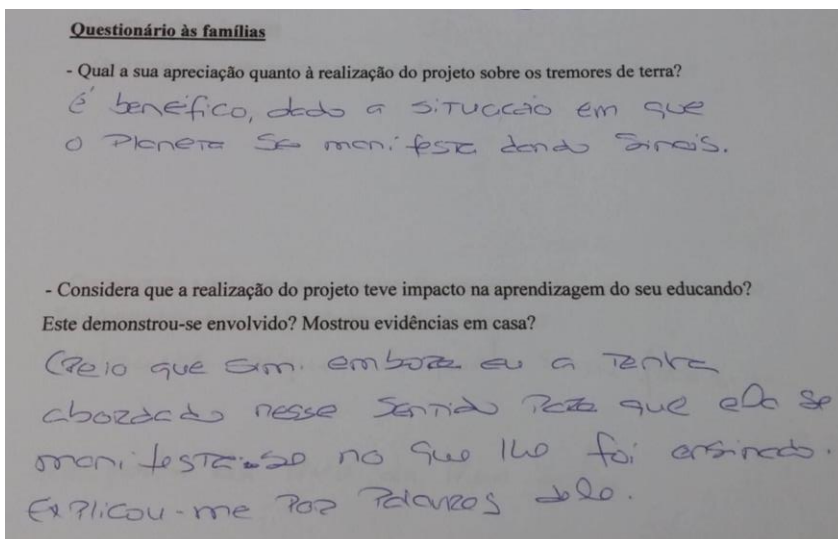 Questionário às famílias
- Qual a sua apreciação quanto à realização do projeto sobre os tremores de terra?
é benéfico, dado a situação em que
o Planeta se manifesta dando Sinais.
- Considera que a realização do projeto teve impacto na aprendizagem do seu educando?
Este demonstrou-se envolvido? Mostrou evidências em casa?
Creio que sim. embora eu a tenha
abordado nesse Sentido Para que ela se
manifesta-se no que lhe foi ensinado.
Explicou-me Por Palavras dela.